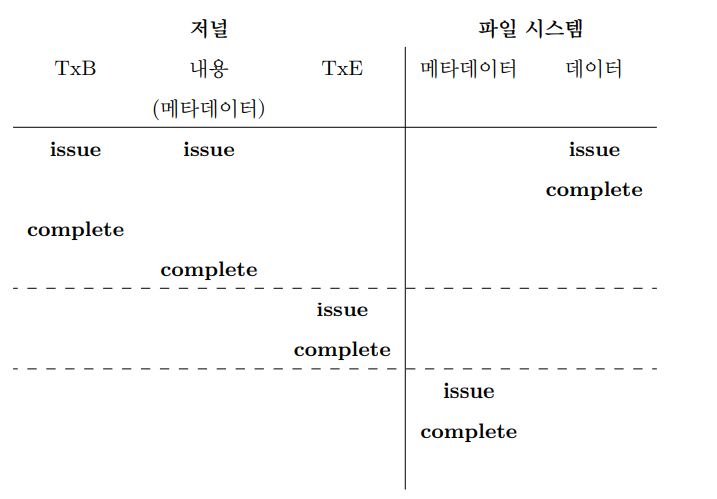 저널 파일 시스템
TxB 내용 TxE 메타데이터 데이터
(메타데이터)
issue issue issue
complete
complete
complete
issue
complete
issue
complete